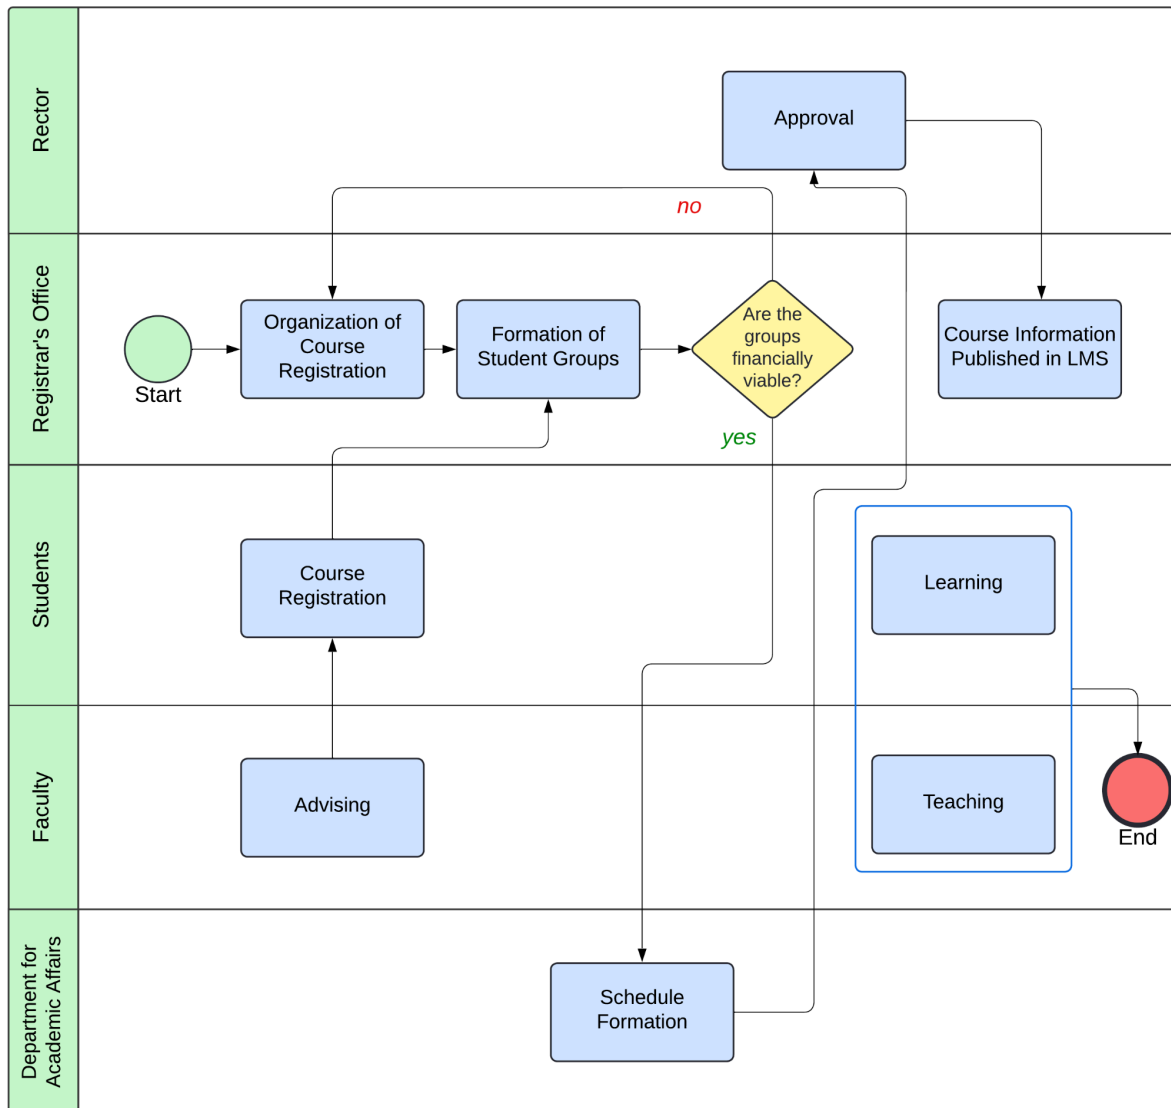 Rector
Approval
no
Registrar's Office
Start
Organization of
Course
Registration
Formation of
Student Groups
Are the
groups
financially
viable?
yes
Course Information
Published in LMS
Students
Course
Registration
Learning
Faculty
Advising
Teaching
End
Department for
Academic Affairs
Schedule
Formation